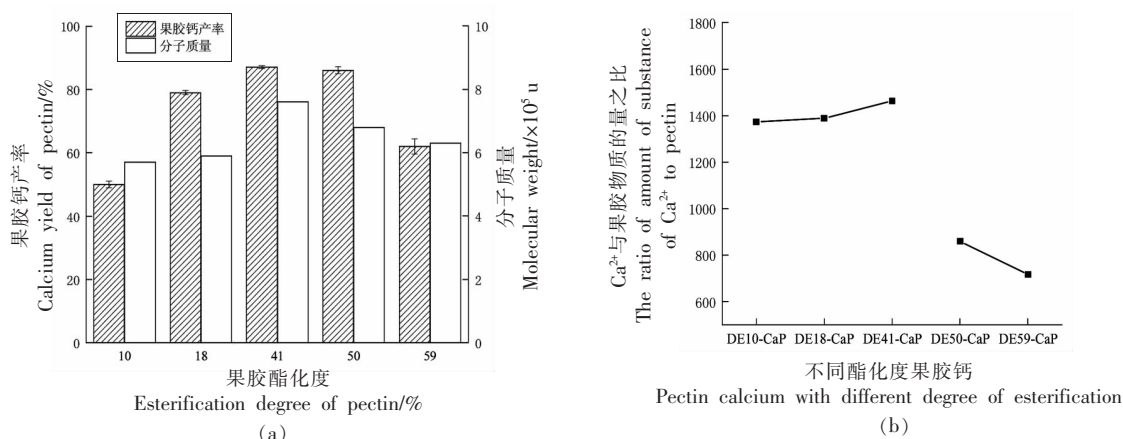 果胶钙产率
分子质量
100
80
60
40
20
0
10
8
6
4
2
0
果胶钙产率
Calcium yield of pectin/%
分子质量
Molecular weight/×10⁵ u
10 18 41 50 59
果胶酯化度
Esterification degree of pectin/%
(a)
1800
1600
1400
1200
1000
800
600
Ca²⁺与果胶物质的量之比
The ratio of amount of substance
of Ca²⁺ to pectin
DE10-CaP DE18-CaP DE41-CaP DE50-CaP DE59-CaP
不同酯化度果胶钙
Pectin calcium with different degree of esterification
(b)